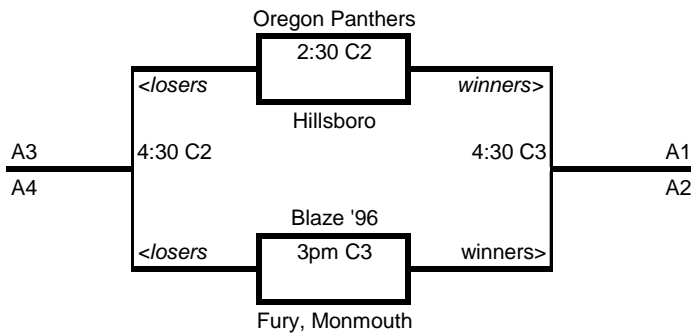 Oregon Panthers
2:30 C2
<losers
winners>
Hillsboro
A3
4:30 C2
4:30 C3
A1
A4
A2
Blaze '96
<losers
3pm C3
winners>
Fury, Monmouth